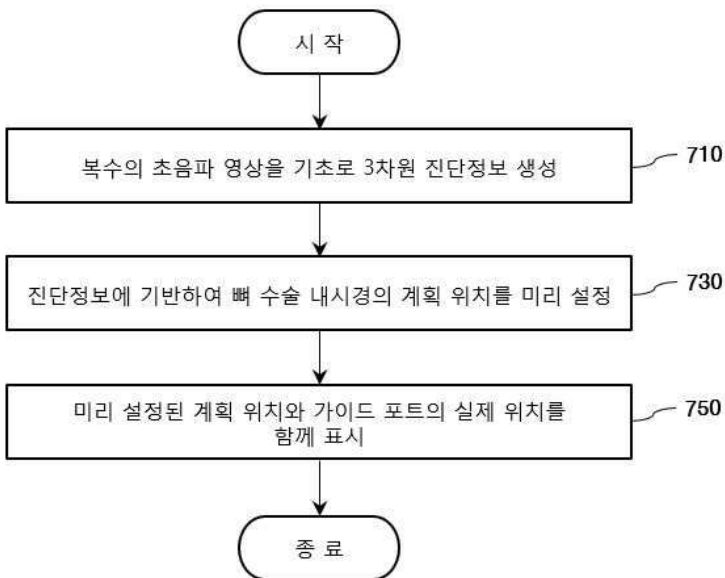 시 작
복수의 초음파 영상을 기초로 3차원 진단정보 생성
710
진단정보에 기반하여 뼈 수술 내시경의 계획 위치를 미리 설정
730
미리 설정된 계획 위치와 가이드 포트의 실제 위치를
함께 표시
750
종 료